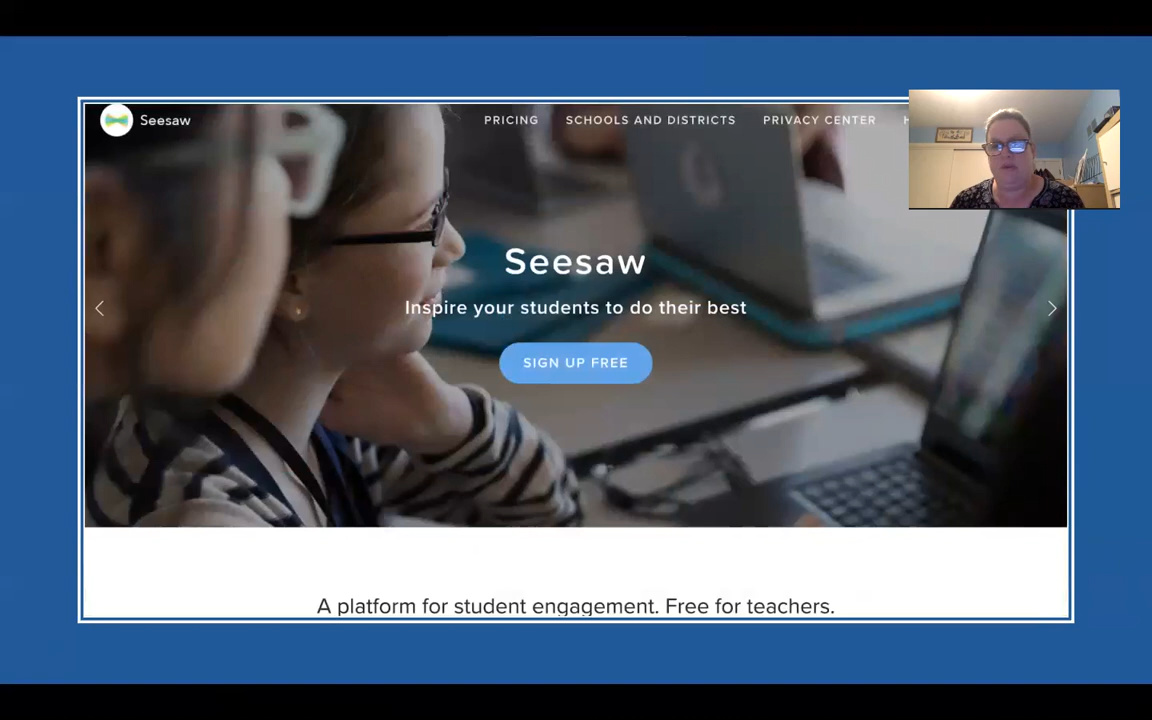 Seesaw
PRICING
SCHOOLS AND DISTRICTS
PRIVACY CENTER
Seesaw
Inspire your students to do their best
SIGN UP FREE
A platform for student engagement. Free for teachers.